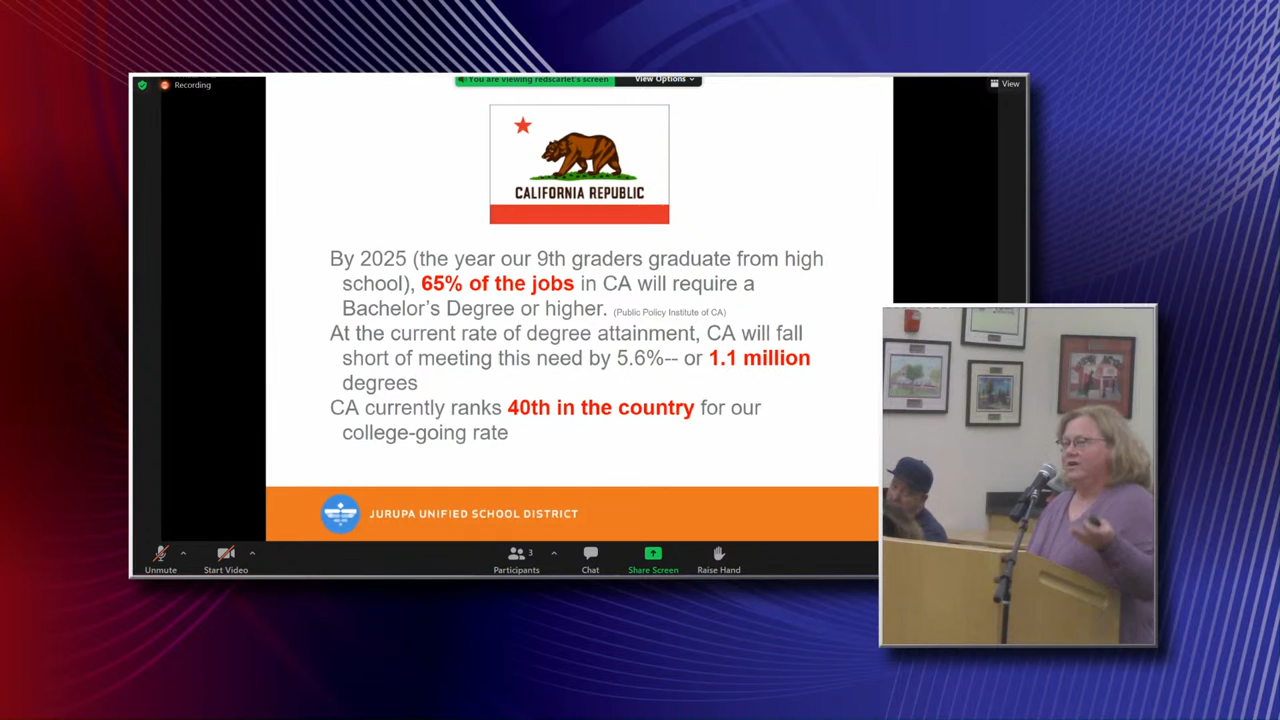 Recording
You are viewing redscarlet's screen
View Options
View
CALIFORNIA REPUBLIC
By 2025 (the year our 9th graders graduate from high
school), 65% of the jobs in CA will require a
Bachelor's Degree or higher. (Public Policy Institute of CA)
At the current rate of degree attainment, CA will fall
short of meeting this need by 5.6%-- or 1.1 million
degrees
CA currently ranks 40th in the country for our
college-going rate
JURUPA UNIFIED SCHOOL DISTRICT
Unmute
Start Video
Participants
3
Chat
Share Screen
Raise Hand